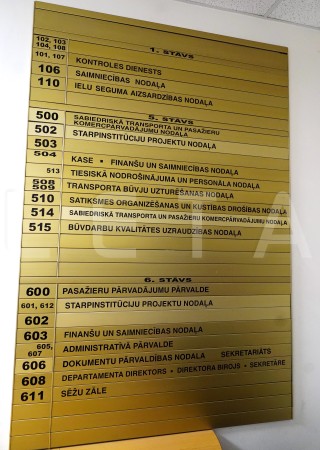 1. STĀVS
102, 103
104, 108
101, 107 KONTROLES DIENESTS
106 SAIMNIECĪBAS NODAĻA
110 IELU SEGUMA AIZSARDZĪBAS NODAĻA
5. STĀVS
500 SABIEDRISKĀ TRANSPORTA UN PASAŽIERU
KOMERCPĀRVADĀJUMU NODAĻA
502 STARPINSTITŪCIJU PROJEKTU NODAĻA
503
504 KASE • FINANŠU UN SAIMNIECĪBAS NODAĻA
513 TIESISKĀ NODROŠINĀJUMA UN PERSONĀLA NODAĻA
509 TRANSPORTA BŪVJU UZTURĒŠANAS NODAĻA
510 SATIKSMES ORGANIZĒŠANAS UN KUSTĪBAS DROŠĪBAS NODAĻA
514 SABIEDRISKĀ TRANSPORTA UN PASAŽIERU KOMERCPĀRVADĀJUMU NODAĻA
515 BŪVDARBU KVALITĀTES UZRAUDZĪBAS NODAĻA
6. STĀVS
600 PASAŽIERU PĀRVADĀJUMU PĀRVALDE
601, 612 STARPINSTITŪCIJU PROJEKTU NODAĻA
602
603 FINANŠU UN SAIMNIECĪBAS NODAĻA
605,
607 ADMINISTRATĪVĀ PĀRVALDE
606 DOKUMENTU PĀRVALDĪBAS NODAĻA SEKRETARIĀTS
608 DEPARTAMENTA DIREKTORS • DIREKTORA BIROJS • SEKRETĀRE
611 SĒŽU ZĀLE
LETA